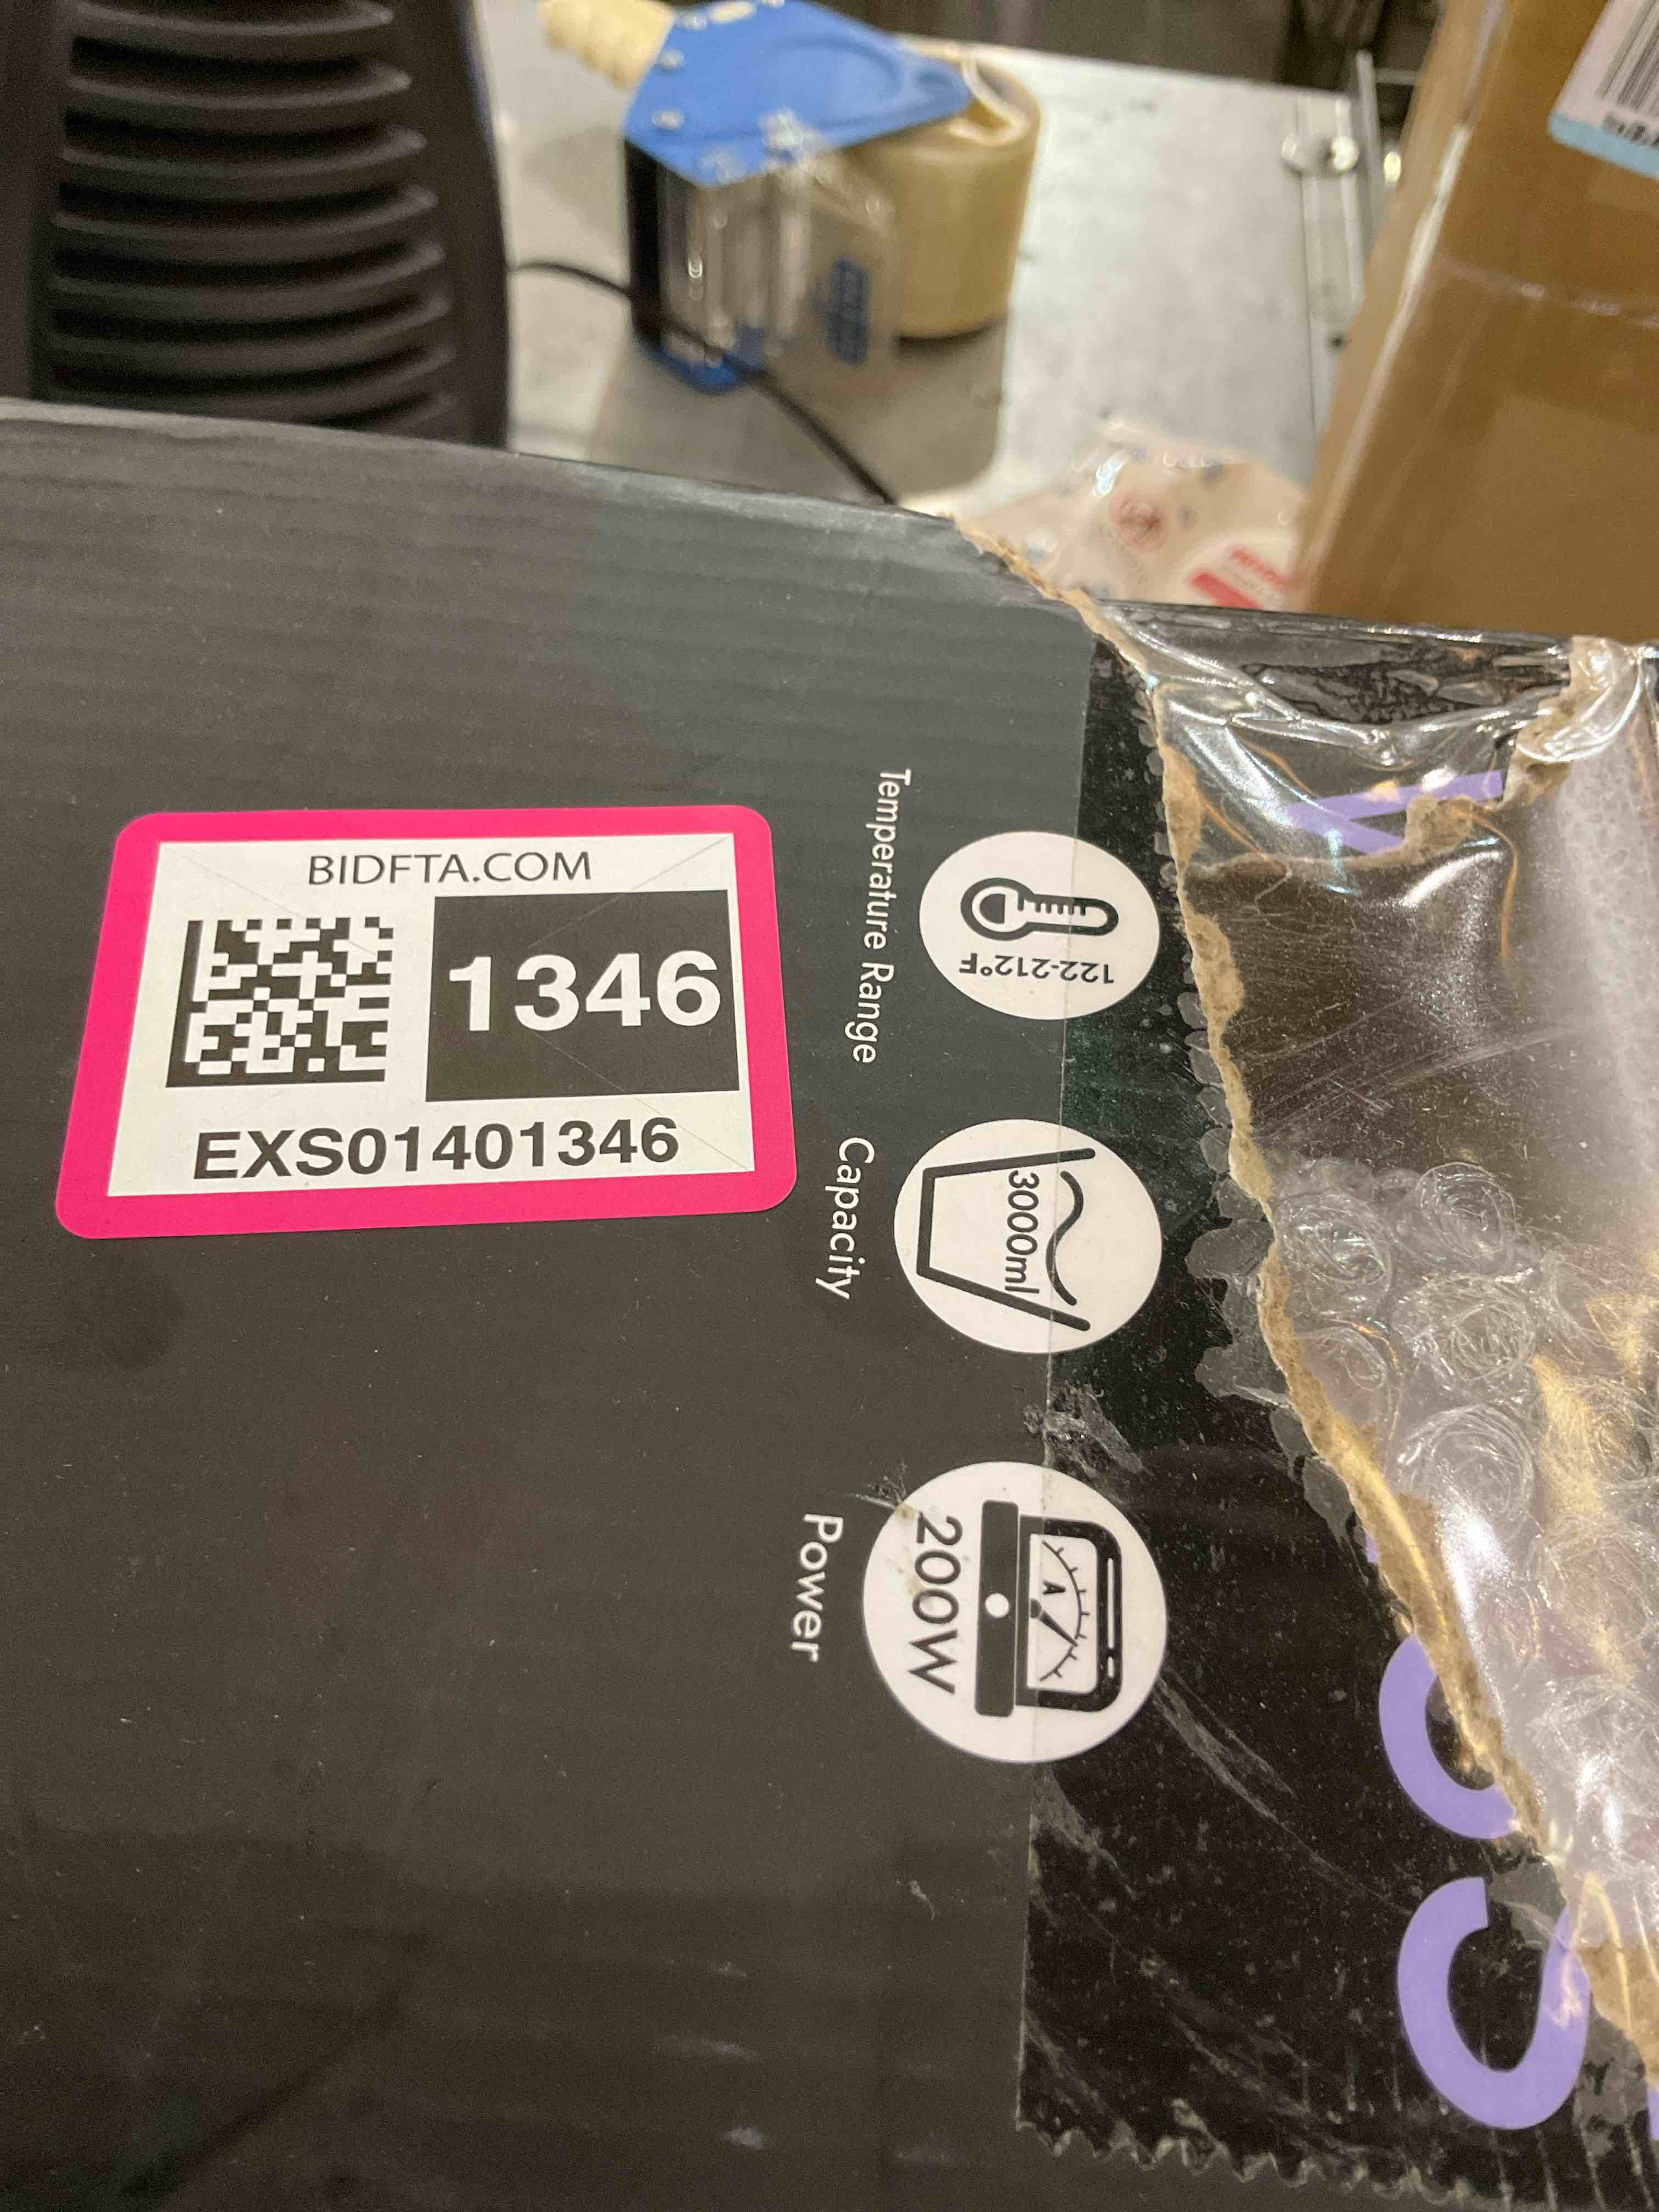 BIDFTA.COM
1346
EXS01401346
122-212°F
Temperature Range
3000ml
Capacity
A
200W
Power